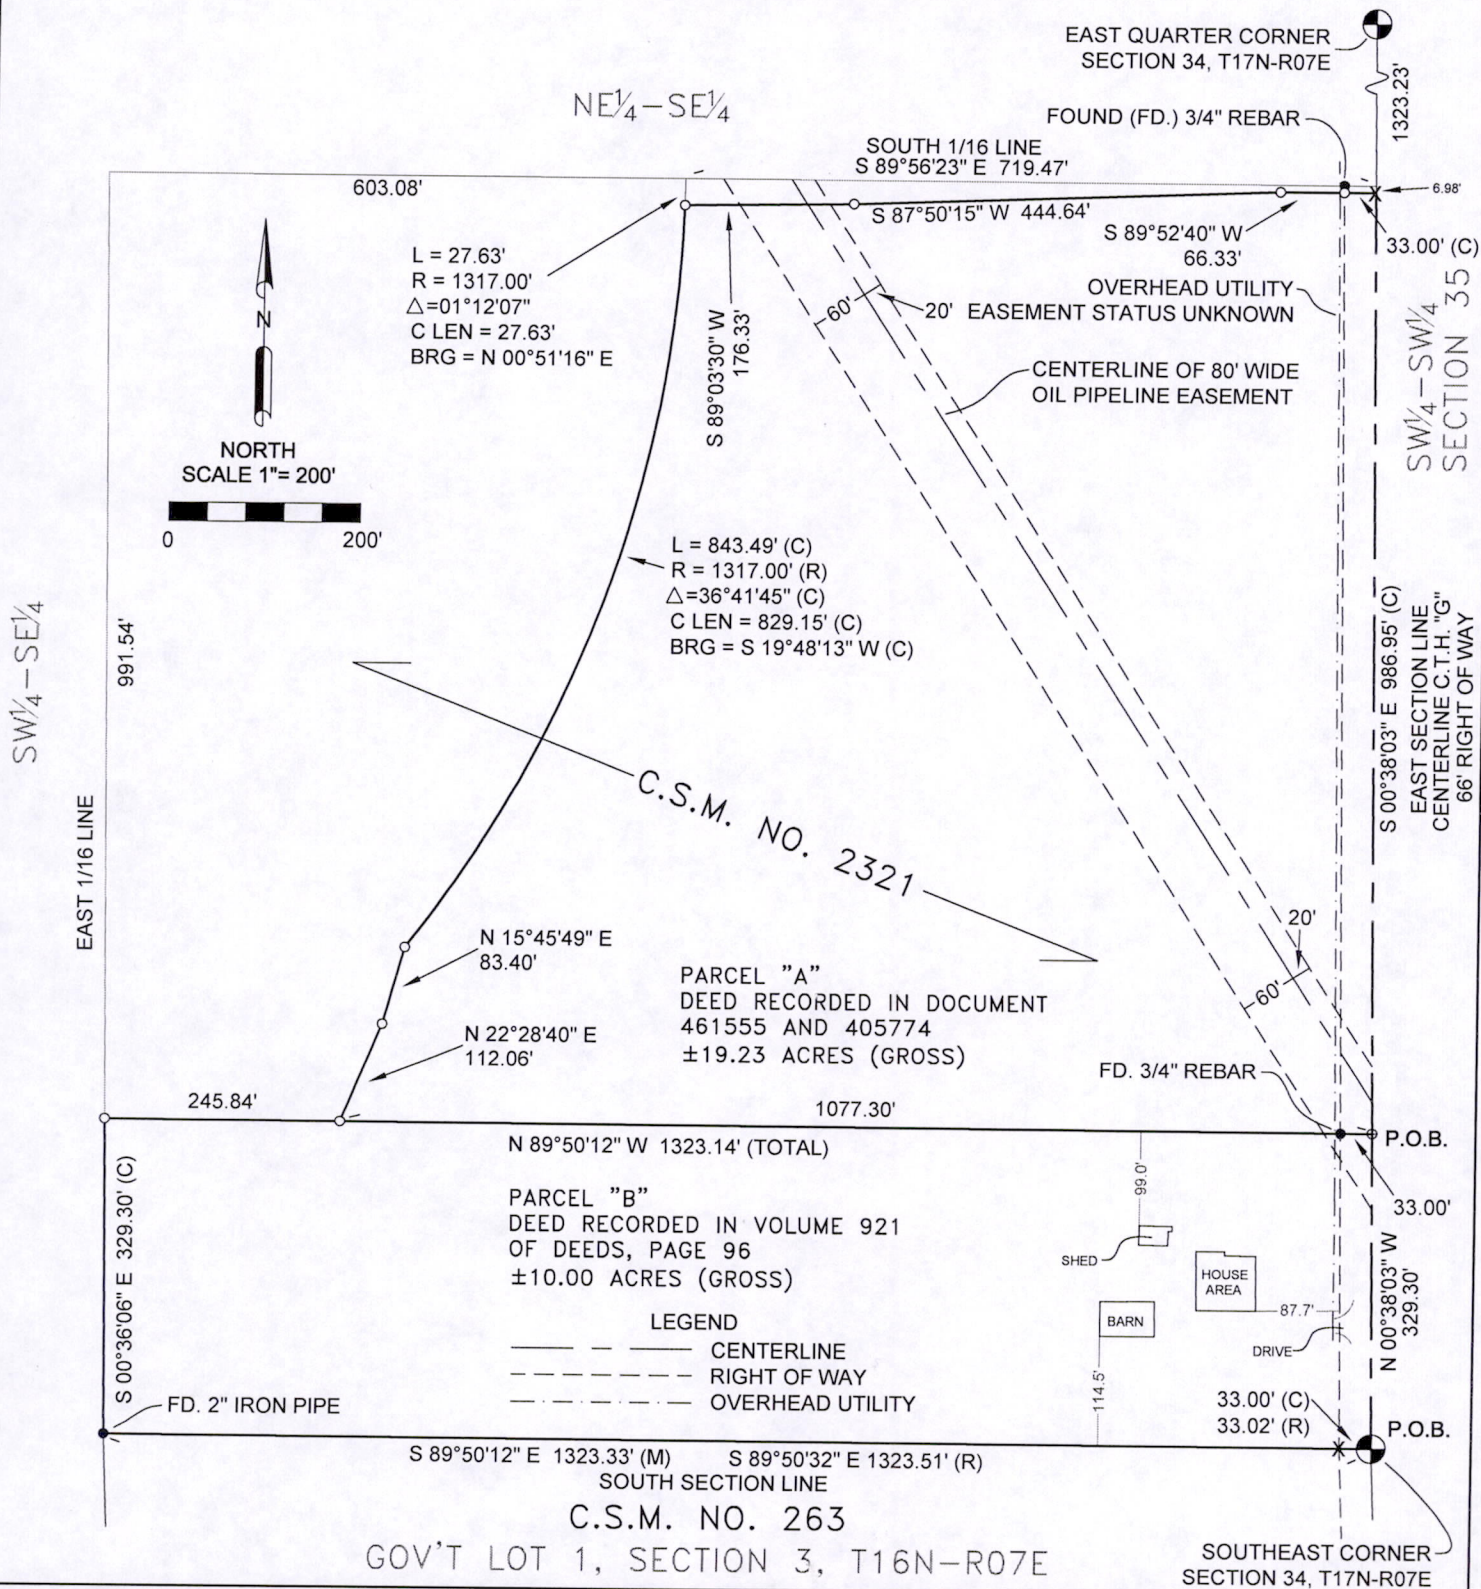 EAST QUARTER CORNER
SECTION 34, T17N-R07E
1323.23'
NE¼-SE¼
FOUND (FD.) 3/4" REBAR
SOUTH 1/16 LINE
S 89°56'23" E 719.47'
603.08'
6.98'
S 87°50'15" W 444.64'
S 89°52'40" W
66.33'
33.00' (C)
L = 27.63'
R = 1317.00'
△=01°12'07"
C LEN = 27.63'
BRG = N 00°51'16" E
S 89°03'30" W
176.33'
60'
20'
OVERHEAD UTILITY
EASEMENT STATUS UNKNOWN
SW¼-SW¼
SECTION 35
N
CENTERLINE OF 80' WIDE
OIL PIPELINE EASEMENT
NORTH
SCALE 1"= 200'
0 200'
L = 843.49' (C)
R = 1317.00' (R)
△=36°41'45" (C)
C LEN = 829.15' (C)
BRG = S 19°48'13" W (C)
SW¼-SE¼
991.54'
EAST 1/16 LINE
S 00°38'03" E 986.95' (C)
EAST SECTION LINE
CENTERLINE C.T.H. "G"
66' RIGHT OF WAY
C.S.M. NO. 2321
20'
60'
N 15°45'49" E
83.40'
N 22°28'40" E
112.06'
PARCEL "A"
DEED RECORDED IN DOCUMENT
461555 AND 405774
±19.23 ACRES (GROSS)
FD. 3/4" REBAR
245.84'
1077.30'
N 89°50'12" W 1323.14' (TOTAL)
P.O.B.
33.00'
S 00°36'06" E 329.30' (C)
PARCEL "B"
DEED RECORDED IN VOLUME 921
OF DEEDS, PAGE 96
±10.00 ACRES (GROSS)
99.0'
SHED
HOUSE
AREA
BARN
87.7'
DRIVE
114.5'
N 00°38'03" W
329.30'
LEGEND
CENTERLINE
RIGHT OF WAY
OVERHEAD UTILITY
FD. 2" IRON PIPE
33.00' (C)
33.02' (R)
P.O.B.
S 89°50'12" E 1323.33' (M) S 89°50'32" E 1323.51' (R)
SOUTH SECTION LINE
C.S.M. NO. 263
GOV'T LOT 1, SECTION 3, T16N-R07E
SOUTHEAST CORNER
SECTION 34, T17N-R07E